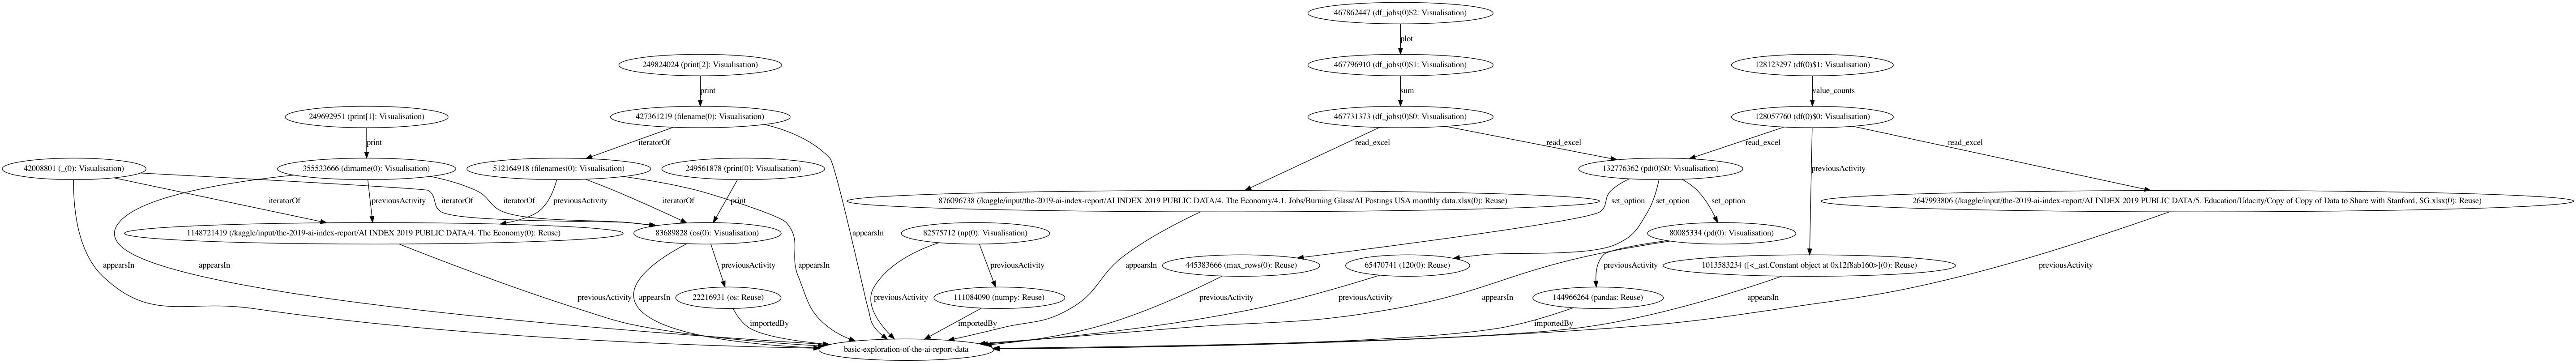 467862447 (df_jobs(0)$2: Visualisation)
plot
249824024 (print[2]: Visualisation)
467796910 (df_jobs(0)$1: Visualisation)
128123297 (df(0)$1: Visualisation)
print
sum
value_counts
249692951 (print[1]: Visualisation)
427361219 (filename(0): Visualisation)
467731373 (df_jobs(0)$0: Visualisation)
128057760 (df(0)$0: Visualisation)
print
iteratorOf
read_excel
read_excel
read_excel
read_excel
42008801 (_(0): Visualisation)
355533666 (dirname(0): Visualisation)
512164918 (filenames(0): Visualisation)
249561878 (print[0]: Visualisation)
132776362 (pd(0)$0: Visualisation)
previousActivity
iteratorOf
previousActivity
iteratorOf
iteratorOf
previousActivity
iteratorOf
print
set_option
set_option
set_option
876096738 (/kaggle/input/the-2019-ai-index-report/AI INDEX 2019 PUBLIC DATA/4. The Economy/4.1. Jobs/Burning Glass/AI Postings USA monthly data.xlsx(0): Reuse)
2647993806 (/kaggle/input/the-2019-ai-index-report/AI INDEX 2019 PUBLIC DATA/5. Education/Udacity/Copy of Copy of Data to Share with Stanford, SG.xlsx(0): Reuse)
1148721419 (/kaggle/input/the-2019-ai-index-report/AI INDEX 2019 PUBLIC DATA/4. The Economy(0): Reuse)
83689828 (os(0): Visualisation)
82575712 (np(0): Visualisation)
80085334 (pd(0): Visualisation)
appearsIn
appearsIn
appearsIn
previousActivity
appearsIn
previousActivity
appearsIn
445383666 (max_rows(0): Reuse)
65470741 (120(0): Reuse)
previousActivity
1013583234 ([<_ast.Constant object at 0x12f8ab160>](0): Reuse)
previousActivity
previousActivity
appearsIn
22216931 (os: Reuse)
previousActivity
111084090 (numpy: Reuse)
previousActivity
previousActivity
appearsIn
144966264 (pandas: Reuse)
appearsIn
importedBy
importedBy
importedBy
basic-exploration-of-the-ai-report-data